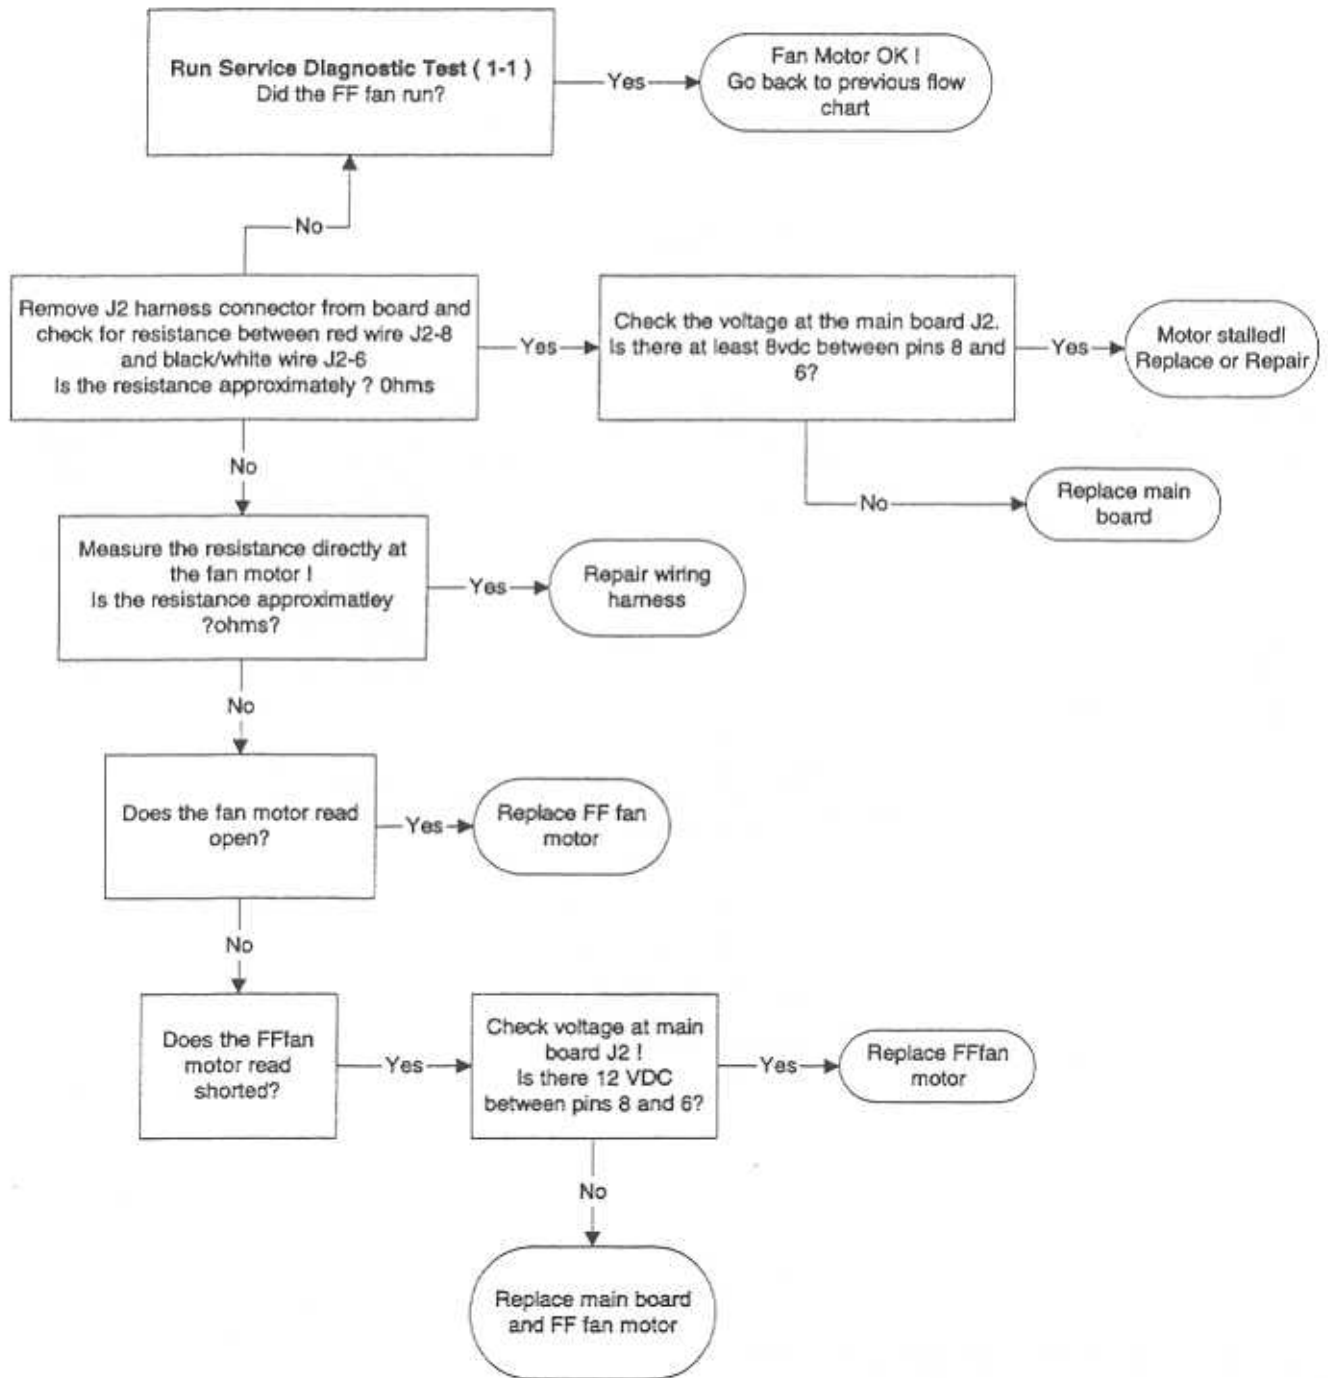 Run Service Diagnostic Test ( 1-1 )
Did the FF fan run?
Yes
Fan Motor OK !
Go back to previous flow
chart
No
Remove J2 harness connector from board and
check for resistance between red wire J2-8
and black/white wire J2-6
Is the resistance approximately ? Ohms
Yes
Check the voltage at the main board J2.
Is there at least 8vdc between pins 8 and
6?
Yes
Motor stalled!
Replace or Repair
No
No
Replace main
board
Measure the resistance directly at
the fan motor !
Is the resistance approximatley
?ohms?
Yes
Repair wiring
harness
No
Does the fan motor read
open?
Yes
Replace FF fan
motor
No
Does the FFfan
motor read
shorted?
Yes
Check voltage at main
board J2 !
Is there 12 VDC
between pins 8 and 6?
Yes
Replace FFfan
motor
No
Replace main board
and FF fan motor